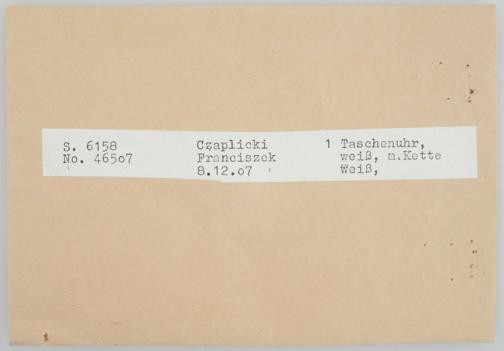 S. 6158 Czaplicki 1 Taschenuhr,
No. 46507 Franciszek weiß, m.Kette
8.12.07 Weiß,